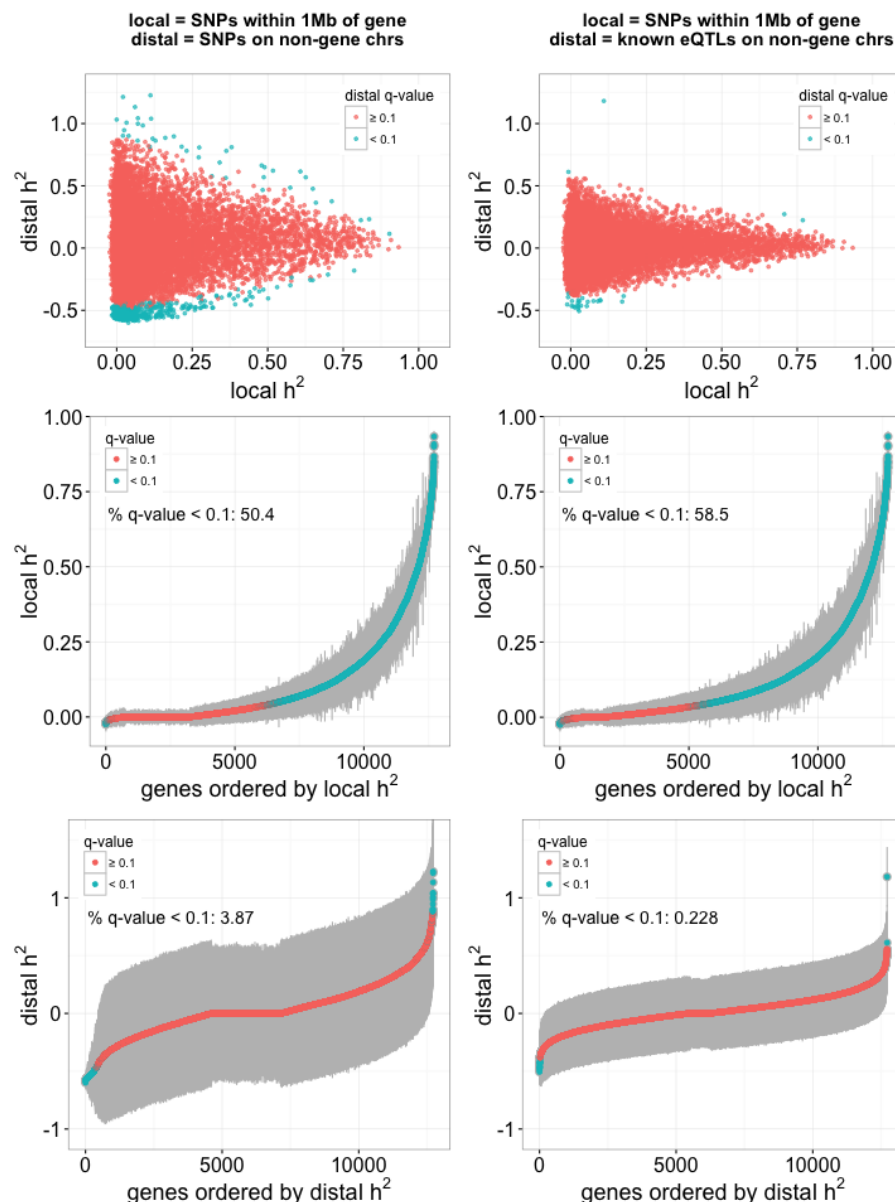 local = SNPs within 1Mb of gene
distal = SNPs on non-gene chrs
local = SNPs within 1Mb of gene
distal = known eQTLs on non-gene chrs
distal q-value
≥ 0.1
< 0.1
1.0
0.5
0.0
-0.5
distal h²
0.00 0.25 0.50 0.75 1.00
local h²
distal q-value
≥ 0.1
< 0.1
1.0
0.5
0.0
-0.5
distal h²
0.00 0.25 0.50 0.75 1.00
local h²
1.00
0.75
0.50
0.25
0.00
local h²
q-value
≥ 0.1
< 0.1
% q-value < 0.1: 50.4
0 5000 10000
genes ordered by local h²
1.00
0.75
0.50
0.25
0.00
local h²
q-value
≥ 0.1
< 0.1
% q-value < 0.1: 58.5
0 5000 10000
genes ordered by local h²
1
0
-1
distal h²
q-value
≥ 0.1
< 0.1
% q-value < 0.1: 3.87
0 5000 10000
genes ordered by distal h²
1
0
-1
distal h²
q-value
≥ 0.1
< 0.1
% q-value < 0.1: 0.228
0 5000 10000
genes ordered by distal h²